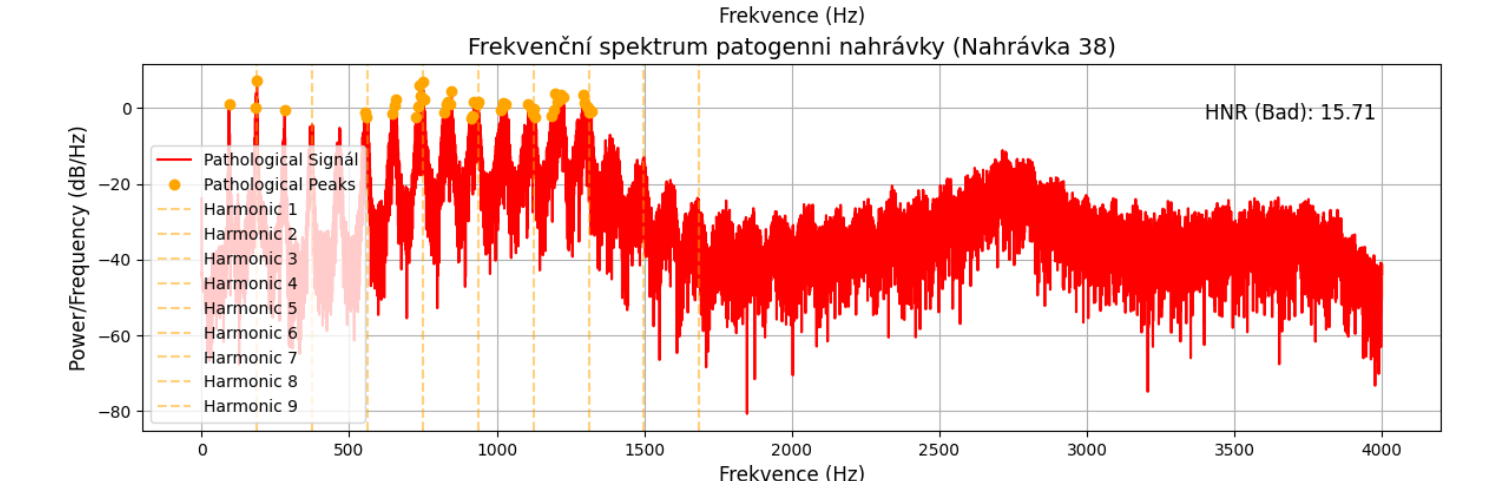 Frekvence (Hz)
Frekvenční spektrum patogenni nahrávky (Nahrávka 38)
Power/Frequency (dB/Hz)
0
−20
−40
−60
−80
HNR (Bad): 15.71
Pathological Signál
Pathological Peaks
Harmonic 1
Harmonic 2
Harmonic 3
Harmonic 4
Harmonic 5
Harmonic 6
Harmonic 7
Harmonic 8
Harmonic 9
0 500 1000 1500 2000 2500 3000 3500 4000
Frekvence (Hz)